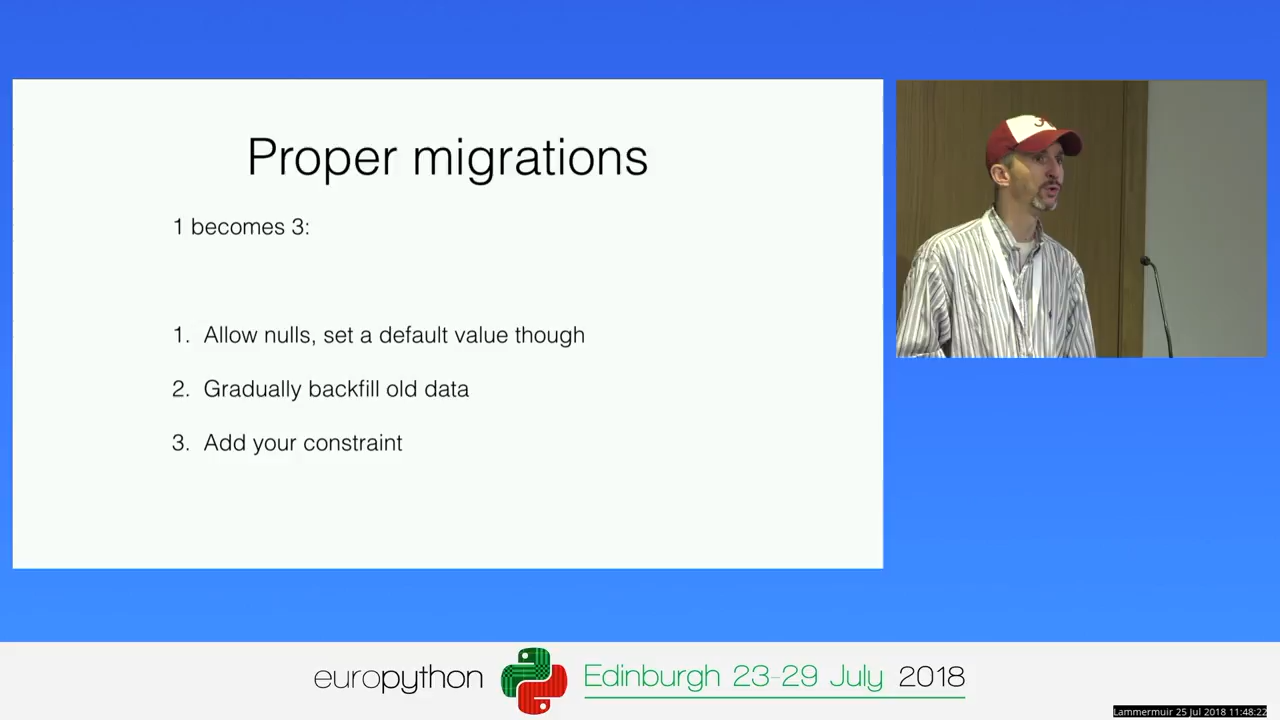 Proper migrations
1 becomes 3:
1. Allow nulls, set a default value though
2. Gradually backfill old data
3. Add your constraint
europython
Edinburgh 23-29 July 2018
Lammermuir 25 Jul 2018 11:48:22